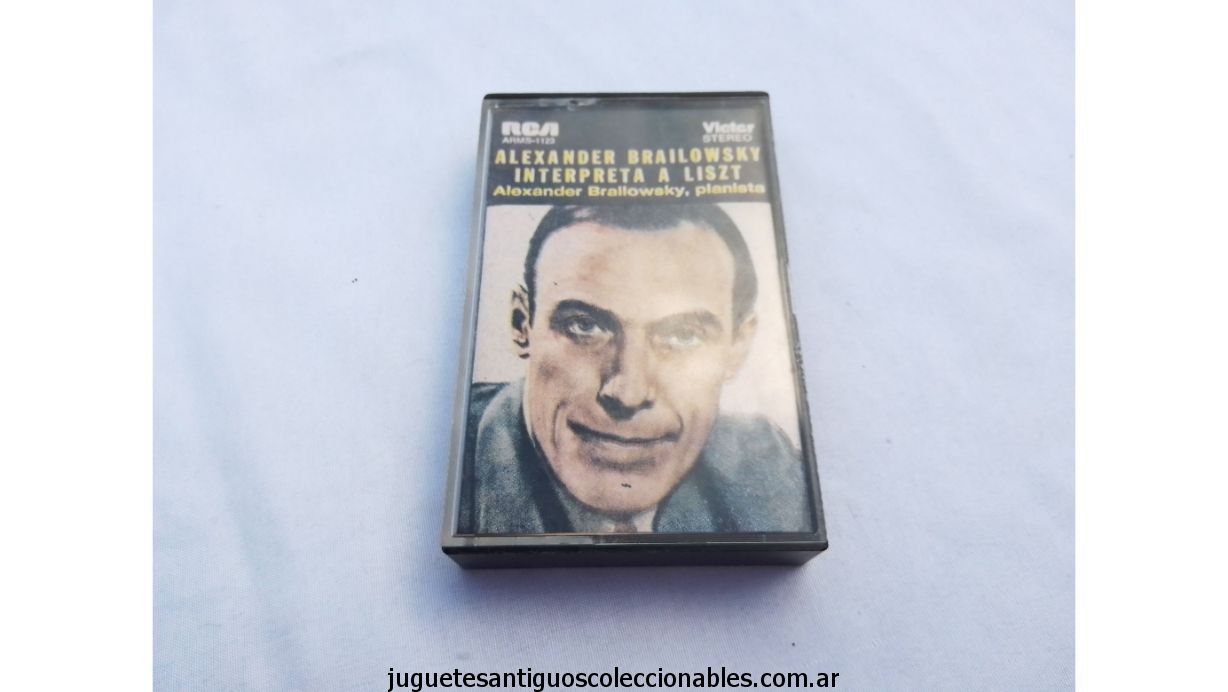 RCA
ARMS-1123
Victor
STEREO
ALEXANDER BRAILOWSKY
INTERPRETA A LISZT
Alexander Brailowsky, pianista
juguetesantiguoscoleccionables.com.ar